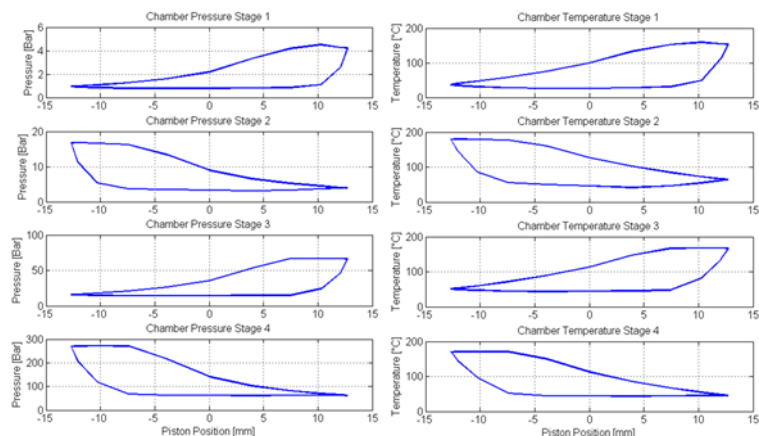 Chamber Pressure Stage 1
Pressure [Bar]
6
4
2
0
-15 -10 -5 0 5 10 15
Chamber Temperature Stage 1
Temperature [°C]
200
100
0
-15 -10 -5 0 5 10 15
Chamber Pressure Stage 2
Pressure [Bar]
20
10
0
-15 -10 -5 0 5 10 15
Chamber Temperature Stage 2
Temperature [°C]
200
100
0
-15 -10 -5 0 5 10 15
Chamber Pressure Stage 3
Pressure [Bar]
100
50
0
-15 -10 -5 0 5 10 15
Chamber Temperature Stage 3
Temperature [°C]
200
100
0
-15 -10 -5 0 5 10 15
Chamber Pressure Stage 4
Pressure [Bar]
300
200
100
0
-15 -10 -5 0 5 10 15
Piston Position [mm]
Chamber Temperature Stage 4
Temperature [°C]
200
100
0
-15 -10 -5 0 5 10 15
Piston Position [mm]